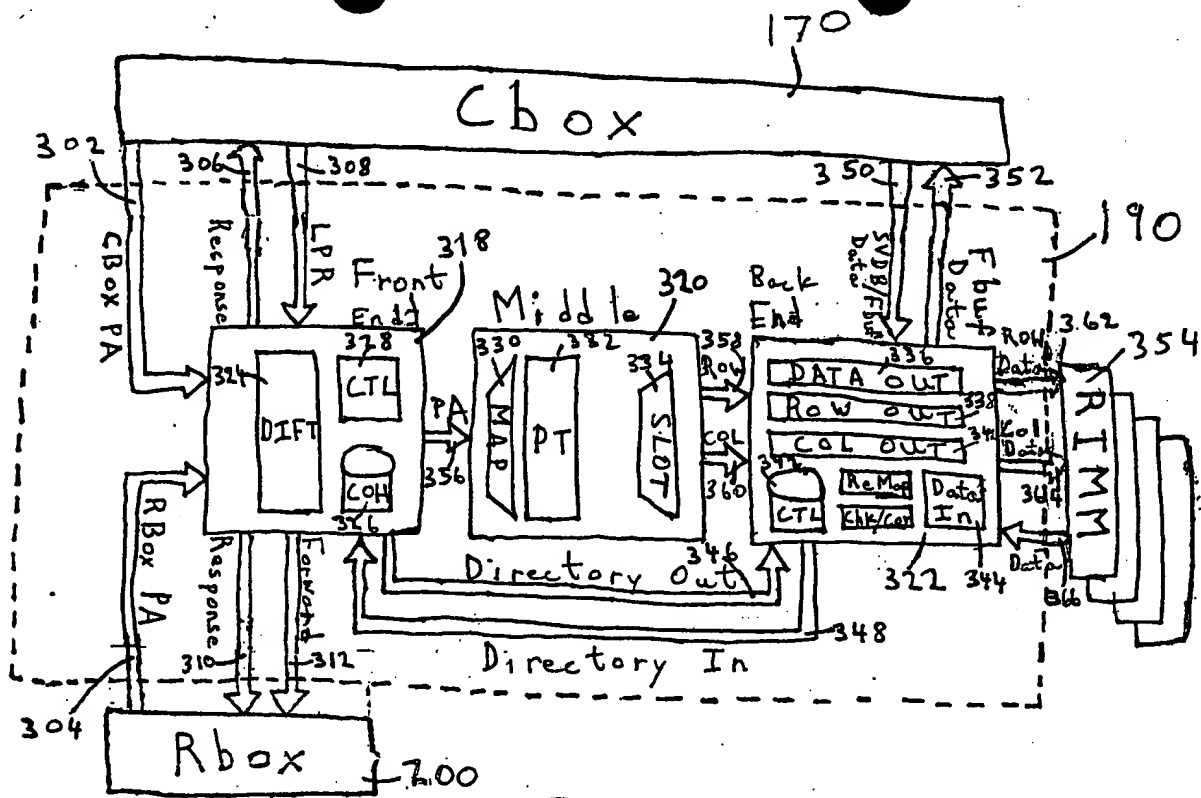 170
Cbox
302
306
308
350
352
190
CBox PA
Response
LPR
SVDB/Fbuf
Data
Fbuf
Data
Front
End
318
Middle
320
Back
End
324
DIFT
328
CTL
COH
326
PA
356
330
MAP
PT
334
SLOT
358
Row
COL
360
336
DATA OUT
ROW OUT
338
COL OUT
342
CTL
ReMap
Chk/Cor
Data
In
322
344
ROW
Data
362
354
Col
Data
364
RIMM
Data
366
RBox PA
Response
Forward
Directory Out
346
348
Directory In
310
312
304
Rbox
200